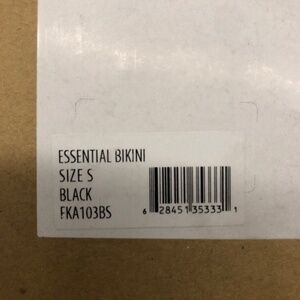 ESSENTIAL BIKINI
SIZE S
BLACK
FKA103BS
6 28451 35333 1